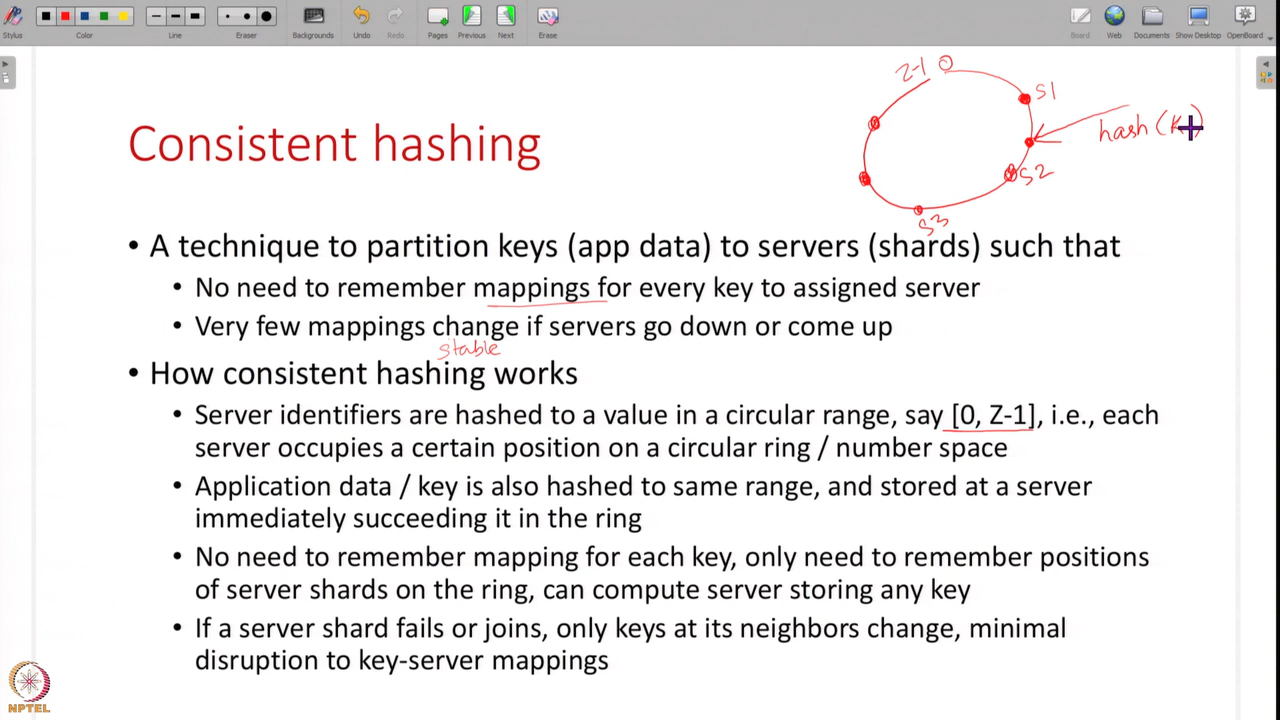 Stylus
Color
Line
Eraser
Backgrounds
Undo
Redo
Pages
Previous
Next
Erase
Board
Web
Documents
Show Desktop
OpenBoard
Z-1 0
S1
hash(K
S2
S3
Consistent hashing
• A technique to partition keys (app data) to servers (shards) such that
• No need to remember mappings for every key to assigned server
• Very few mappings change if servers go down or come up
stable
• How consistent hashing works
• Server identifiers are hashed to a value in a circular range, say [0, Z-1], i.e., each
server occupies a certain position on a circular ring / number space
• Application data / key is also hashed to same range, and stored at a server
immediately succeeding it in the ring
• No need to remember mapping for each key, only need to remember positions
of server shards on the ring, can compute server storing any key
• If a server shard fails or joins, only keys at its neighbors change, minimal
disruption to key-server mappings
NPTEL